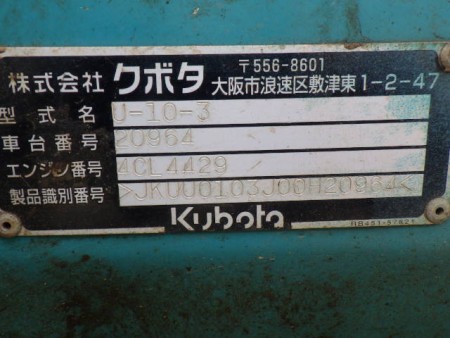 株式会社 クボタ 〒556-8601
大阪市浪速区敷津東1-2-47
型式名 U-10-3
車台番号 20964
エンジン番号 4CL4429
製品識別番号 >JKUU0103J00H20964<
Kubota